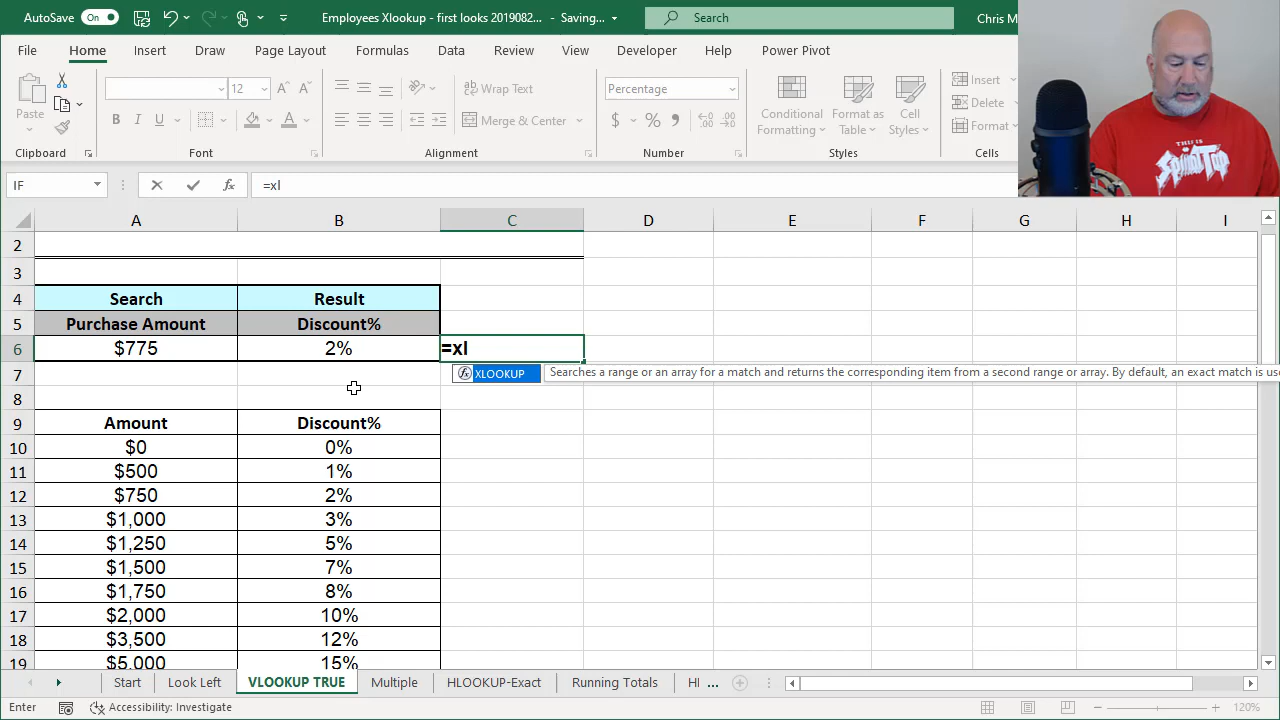 AutoSave On Employees Xlookup - first looks 2019082... - Saving... Search Chris M
File Home Insert Draw Page Layout Formulas Data Review View Developer Help Power Pivot
Paste 12 Wrap Text Percentage Conditional Formatting Format as Table Cell Styles Insert
B I U Merge & Center $ % Delete
Format
Clipboard Font Alignment Number Styles Cells
IF =xl
A B C D E F G H I
2
3
4 Search Result
5 Purchase Amount Discount%
6 $775 2% =xl
7 XLOOKUP Searches a range or an array for a match and returns the corresponding item from a second range or array. By default, an exact match is use
8
9 Amount Discount%
10 $0 0%
11 $500 1%
12 $750 2%
13 $1,000 3%
14 $1,250 5%
15 $1,500 7%
16 $1,750 8%
17 $2,000 10%
18 $3,500 12%
19 $5,000 15%
Start Look Left VLOOKUP TRUE Multiple HLOOKUP-Exact Running Totals HI ...
Enter Accessibility: Investigate 120%
THIS IS
SPINAL TAP